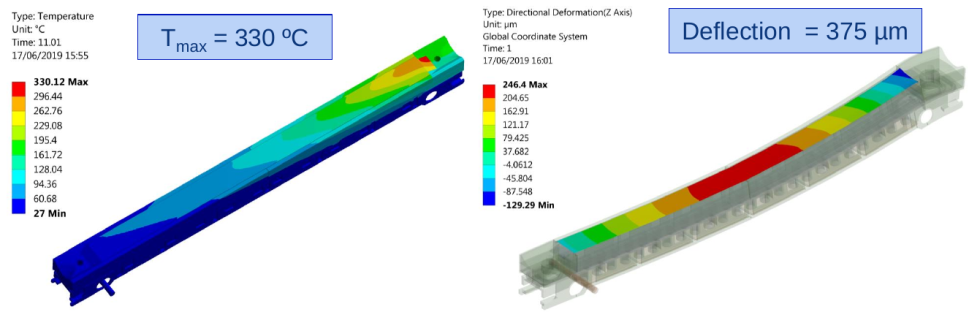 Type: Temperature
Unit: °C
Time: 11.01
17/06/2019 15:55
Tmax = 330 ºC
330.12 Max
296.44
262.76
229.08
195.4
161.72
128.04
94.36
60.68
27 Min
Type: Directional Deformation(Z Axis)
Unit: µm
Global Coordinate System
Time: 1
17/06/2019 16:01
Deflection = 375 µm
246.4 Max
204.65
162.91
121.17
79.425
37.682
-4.0612
-45.804
-87.548
-129.29 Min